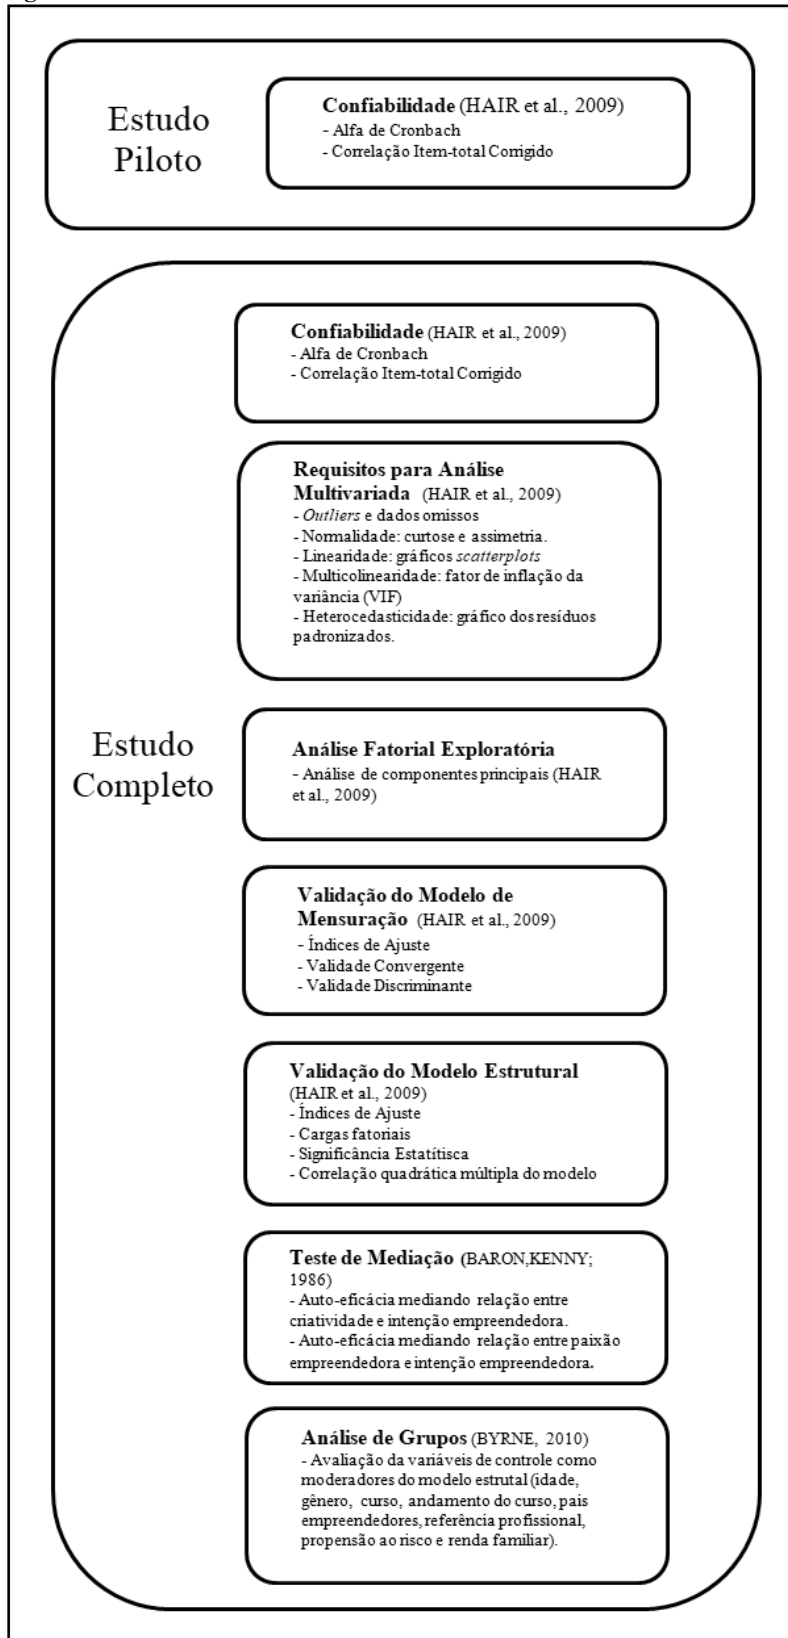 Estudo
Piloto
Confiabilidade (HAIR et al., 2009)
- Alfa de Cronbach
- Correlação Item-total Corrigido
Confiabilidade (HAIR et al., 2009)
- Alfa de Cronbach
- Correlação Item-total Corrigido
Requisitos para Análise
Multivariada (HAIR et al., 2009)
- Outliers e dados omissos
- Normalidade: curtose e assimetria.
- Linearidade: gráficos scatterplots
- Multicolinearidade: fator de inflação da
variância (VIF)
- Heterocedasticidade: gráfico dos resíduos
padronizados.
Estudo
Completo
Análise Fatorial Exploratória
- Análise de componentes principais (HAIR
et al., 2009)
Validação do Modelo de
Mensuração (HAIR et al., 2009)
- Índices de Ajuste
- Validade Convergente
- Validade Discriminante
Validação do Modelo Estrutural
(HAIR et al., 2009)
- Índices de Ajuste
- Cargas fatoriais
- Significância Estatítisca
- Correlação quadrática múltipla do modelo
Teste de Mediação (BARON,KENNY;
1986)
- Auto-eficácia mediando relação entre
criatividade e intenção empreendedora.
- Auto-eficácia mediando relação entre paixão
empreendedora e intenção empreendedora.
Análise de Grupos (BYRNE, 2010)
- Avaliação da variáveis de controle como
moderadores do modelo estrutal (idade,
gênero, curso, andamento do curso, pais
empreendedores, referência profissional,
propensão ao risco e renda familiar).